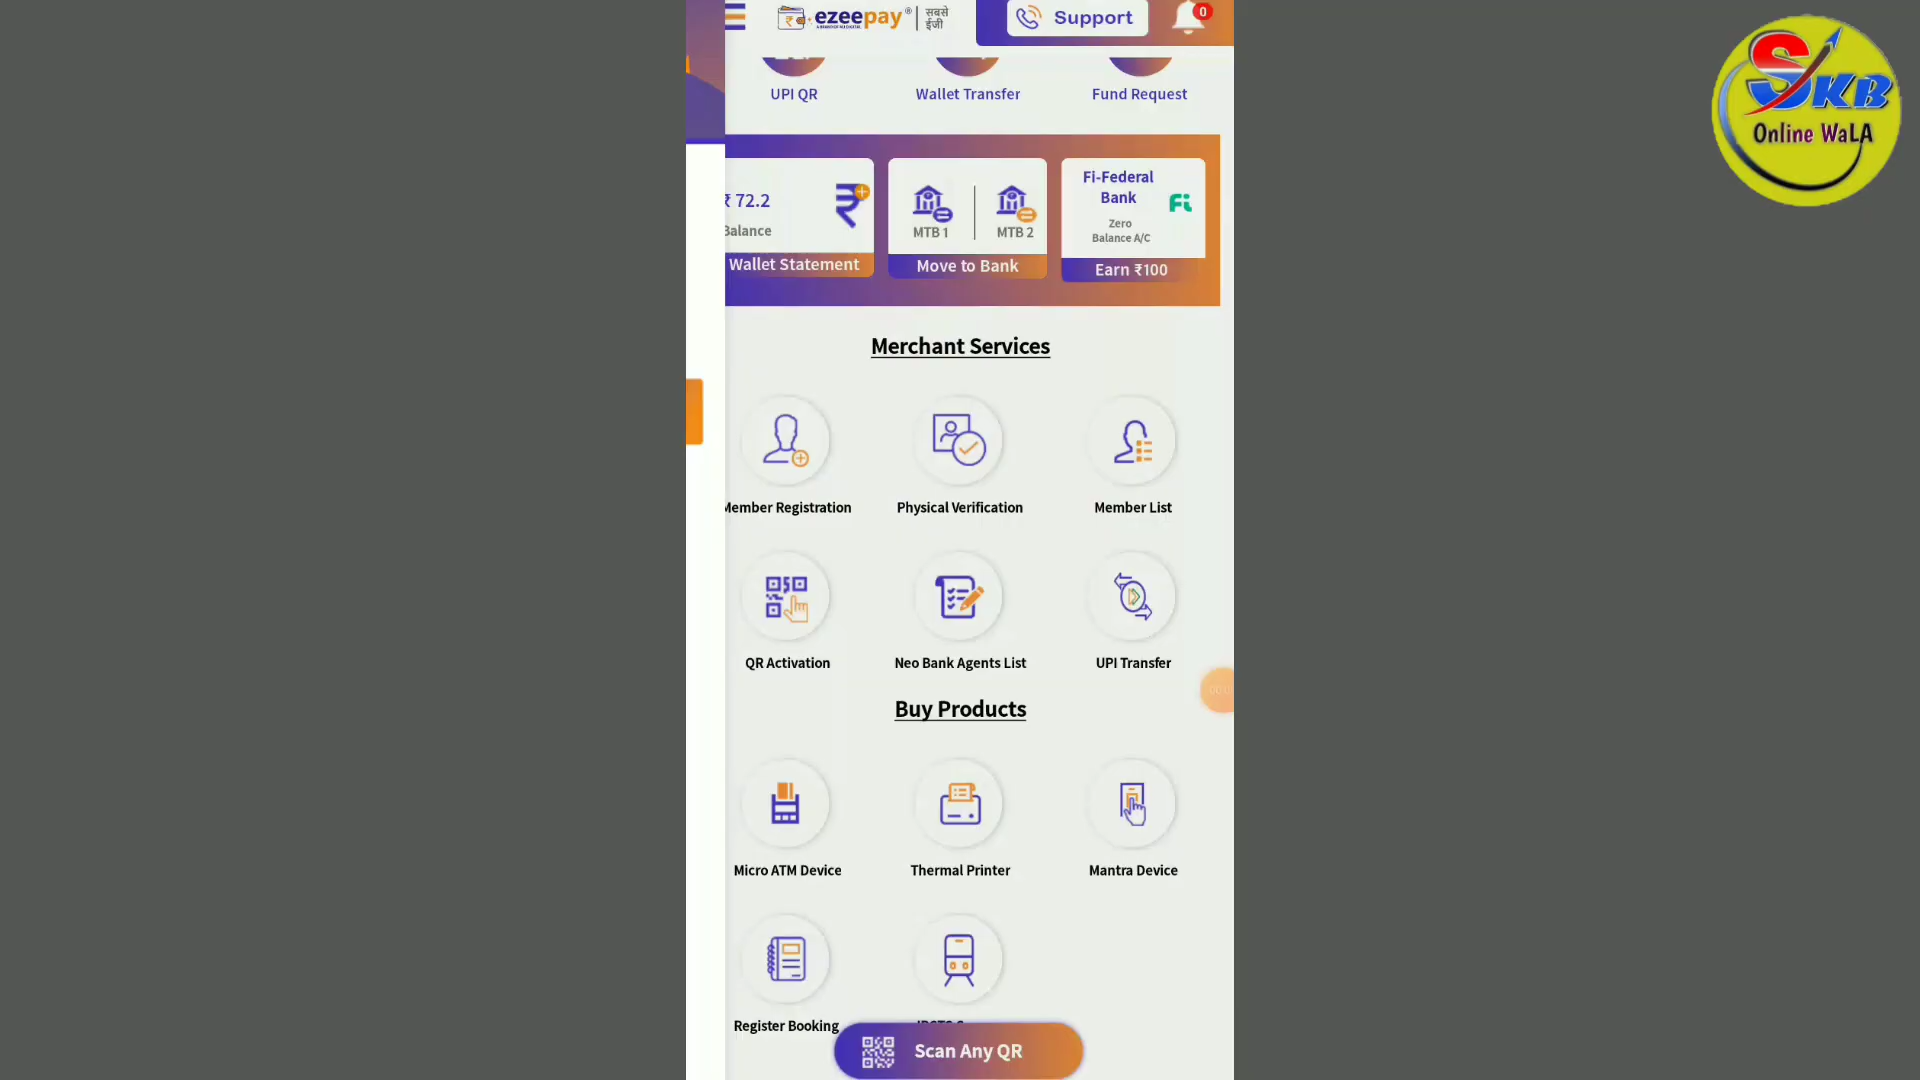 ezeepay® सबसे
ईजी
Support
0
UPI QR
Wallet Transfer
Fund Request
₹ 72.2
Balance
Wallet Statement
MTB 1
MTB 2
Move to Bank
Fi-Federal
Bank
Fi
Zero
Balance A/C
Earn ₹100
Merchant Services
Member Registration
Physical Verification
Member List
QR Activation
Neo Bank Agents List
UPI Transfer
Buy Products
Micro ATM Device
Thermal Printer
Mantra Device
Register Booking
Scan Any QR
SKB
Online WaLA